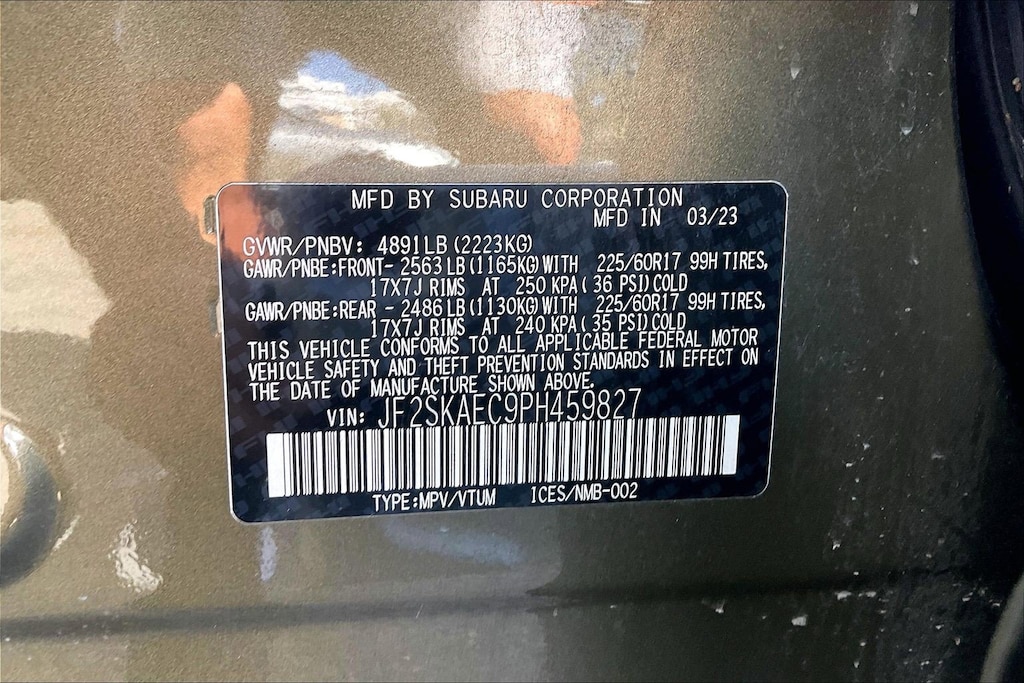 MFD BY SUBARU CORPORATION
MFD IN 03/23
GVWR/PNBV: 4891LB (2223KG)
GAWR/PNBE:FRONT- 2563LB (1165KG) WITH 225/60R17 99H TIRES,
17X7J RIMS AT 250 KPA ( 36 PSI) COLD
GAWR/PNBE:REAR - 2486LB (1130KG) WITH 225/60R17 99H TIRES,
17X7J RIMS AT 240 KPA ( 35 PSI) COLD
THIS VEHICLE CONFORMS TO ALL APPLICABLE FEDERAL MOTOR
VEHICLE SAFETY AND THEFT PREVENTION STANDARDS IN EFFECT ON
THE DATE OF MANUFACTURE SHOWN ABOVE.
VIN: JF2SKAEC9PH459827
TYPE:MPV/VTUM ICES/NMB-002